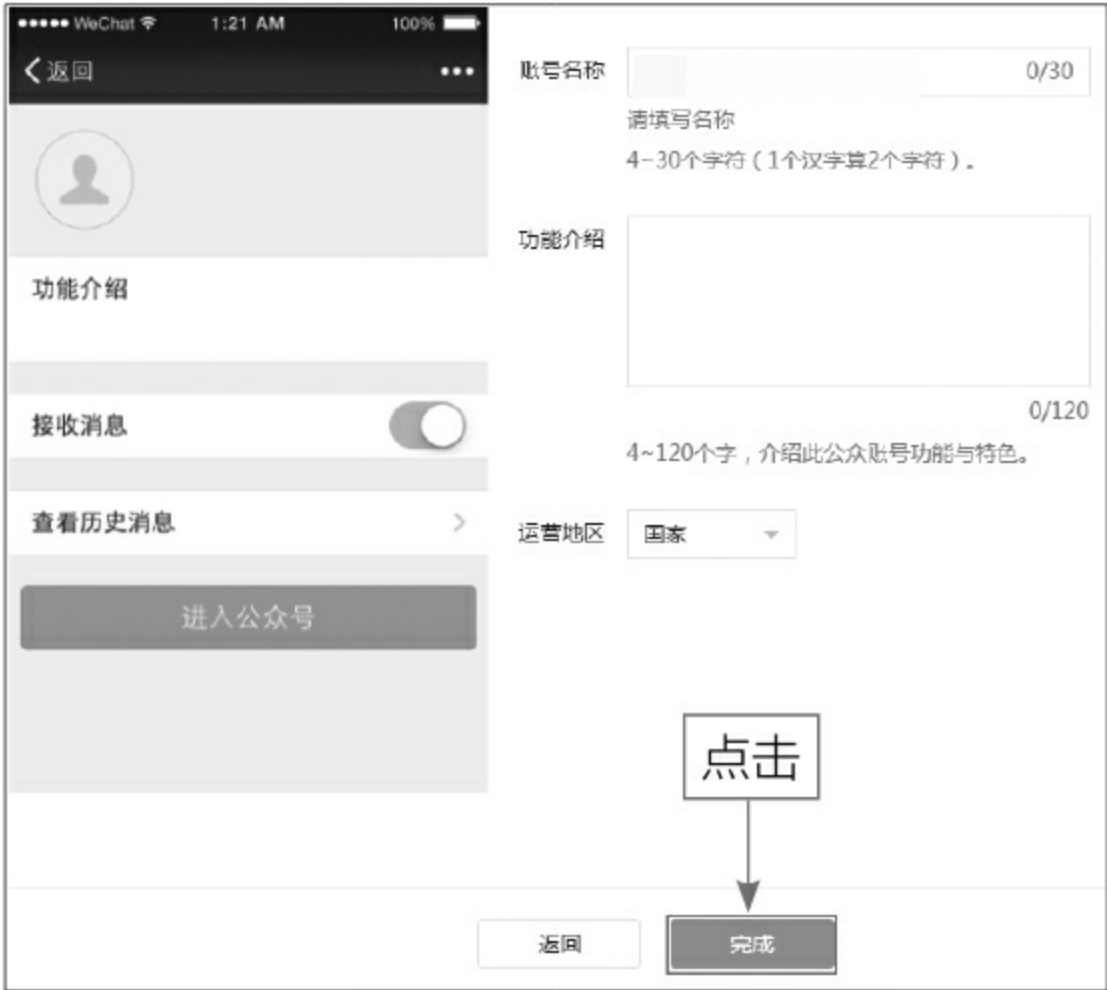 ●●●●● WeChat 1:21 AM 100%
返回 •••
功能介绍
接收消息
查看历史消息
进入公众号
账号名称 0/30
请填写名称
4-30个字符（1个汉字算2个字符）。
功能介绍
0/120
4~120个字，介绍此公众账号功能与特色。
运营地区 国家
点击
返回 完成